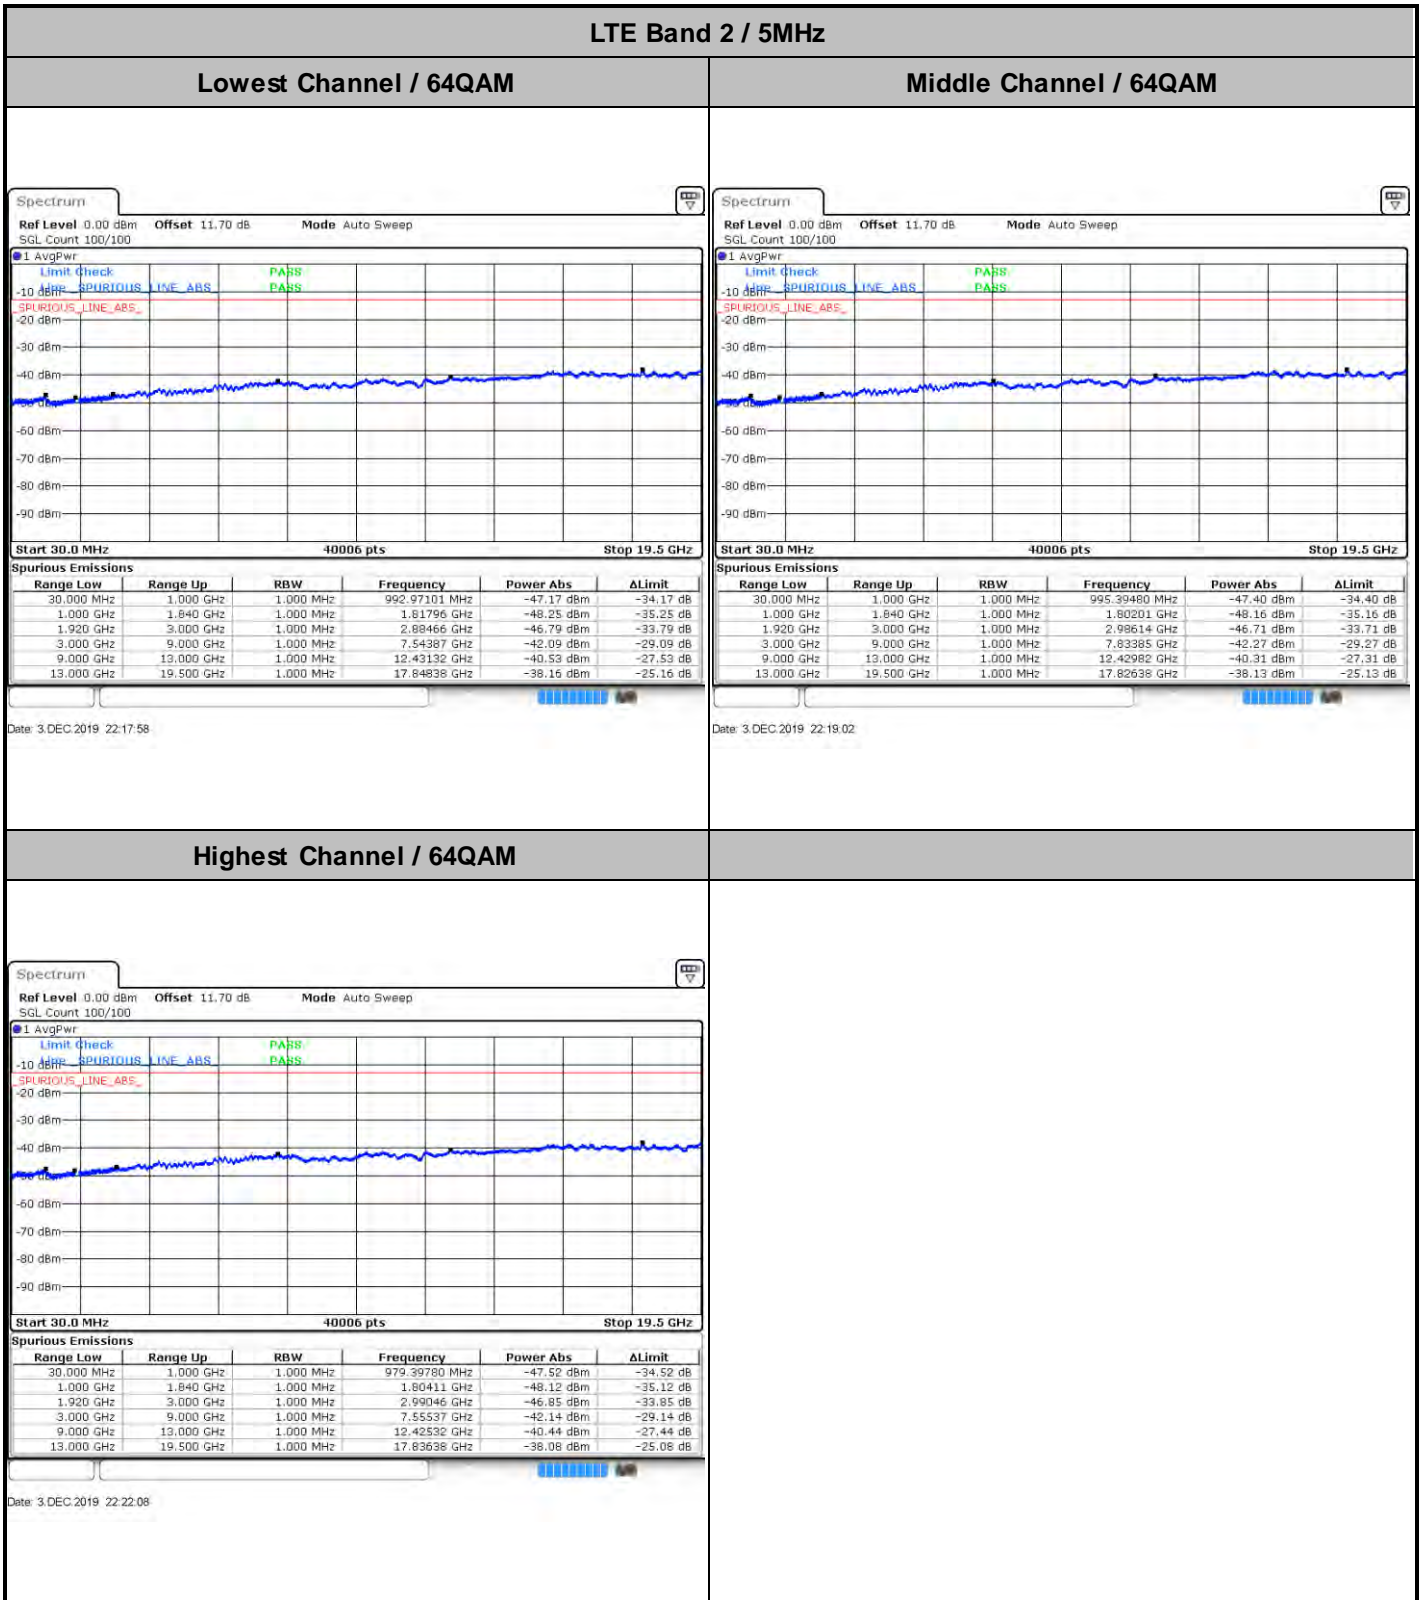 LTE Band 2 / 5MHz
Lowest Channel / 64QAM
Middle Channel / 64QAM
Spectrum
Ref Level 0.00 dBm Offset 11.70 dB Mode Auto Sweep
SGL Count 100/100
1 AvgPwr
Limit Check PASS
-10 dBm Line _SPURIOUS_LINE_ABS_ PASS
_SPURIOUS_LINE_ABS_
-20 dBm
-30 dBm
-40 dBm
-50 dBm
-60 dBm
-70 dBm
-80 dBm
-90 dBm
Start 30.0 MHz 40006 pts Stop 19.5 GHz
Spurious Emissions
Range Low Range Up RBW Frequency Power Abs ΔLimit
30.000 MHz 1.000 GHz 1.000 MHz 992.97101 MHz -47.17 dBm -34.17 dB
1.000 GHz 1.840 GHz 1.000 MHz 1.81796 GHz -48.25 dBm -35.25 dB
1.920 GHz 3.000 GHz 1.000 MHz 2.88466 GHz -46.79 dBm -33.79 dB
3.000 GHz 9.000 GHz 1.000 MHz 7.54387 GHz -42.09 dBm -29.09 dB
9.000 GHz 13.000 GHz 1.000 MHz 12.43132 GHz -40.53 dBm -27.53 dB
13.000 GHz 19.500 GHz 1.000 MHz 17.84838 GHz -38.16 dBm -25.16 dB
Date: 3.DEC.2019 22:17:58
Spectrum
Ref Level 0.00 dBm Offset 11.70 dB Mode Auto Sweep
SGL Count 100/100
1 AvgPwr
Limit Check PASS
-10 dBm Line _SPURIOUS_LINE_ABS_ PASS
_SPURIOUS_LINE_ABS_
-20 dBm
-30 dBm
-40 dBm
-50 dBm
-60 dBm
-70 dBm
-80 dBm
-90 dBm
Start 30.0 MHz 40006 pts Stop 19.5 GHz
Spurious Emissions
Range Low Range Up RBW Frequency Power Abs ΔLimit
30.000 MHz 1.000 GHz 1.000 MHz 995.39480 MHz -47.40 dBm -34.40 dB
1.000 GHz 1.840 GHz 1.000 MHz 1.80201 GHz -48.16 dBm -35.16 dB
1.920 GHz 3.000 GHz 1.000 MHz 2.98614 GHz -46.71 dBm -33.71 dB
3.000 GHz 9.000 GHz 1.000 MHz 7.83385 GHz -42.27 dBm -29.27 dB
9.000 GHz 13.000 GHz 1.000 MHz 12.42982 GHz -40.31 dBm -27.31 dB
13.000 GHz 19.500 GHz 1.000 MHz 17.82638 GHz -38.13 dBm -25.13 dB
Date: 3.DEC.2019 22:19:02
Highest Channel / 64QAM
Spectrum
Ref Level 0.00 dBm Offset 11.70 dB Mode Auto Sweep
SGL Count 100/100
1 AvgPwr
Limit Check PASS
-10 dBm Line _SPURIOUS_LINE_ABS_ PASS
_SPURIOUS_LINE_ABS_
-20 dBm
-30 dBm
-40 dBm
-50 dBm
-60 dBm
-70 dBm
-80 dBm
-90 dBm
Start 30.0 MHz 40006 pts Stop 19.5 GHz
Spurious Emissions
Range Low Range Up RBW Frequency Power Abs ΔLimit
30.000 MHz 1.000 GHz 1.000 MHz 979.39780 MHz -47.52 dBm -34.52 dB
1.000 GHz 1.840 GHz 1.000 MHz 1.80411 GHz -48.12 dBm -35.12 dB
1.920 GHz 3.000 GHz 1.000 MHz 2.99046 GHz -46.85 dBm -33.85 dB
3.000 GHz 9.000 GHz 1.000 MHz 7.55537 GHz -42.14 dBm -29.14 dB
9.000 GHz 13.000 GHz 1.000 MHz 12.42532 GHz -40.44 dBm -27.44 dB
13.000 GHz 19.500 GHz 1.000 MHz 17.83638 GHz -38.08 dBm -25.08 dB
Date: 3.DEC.2019 22:22:08